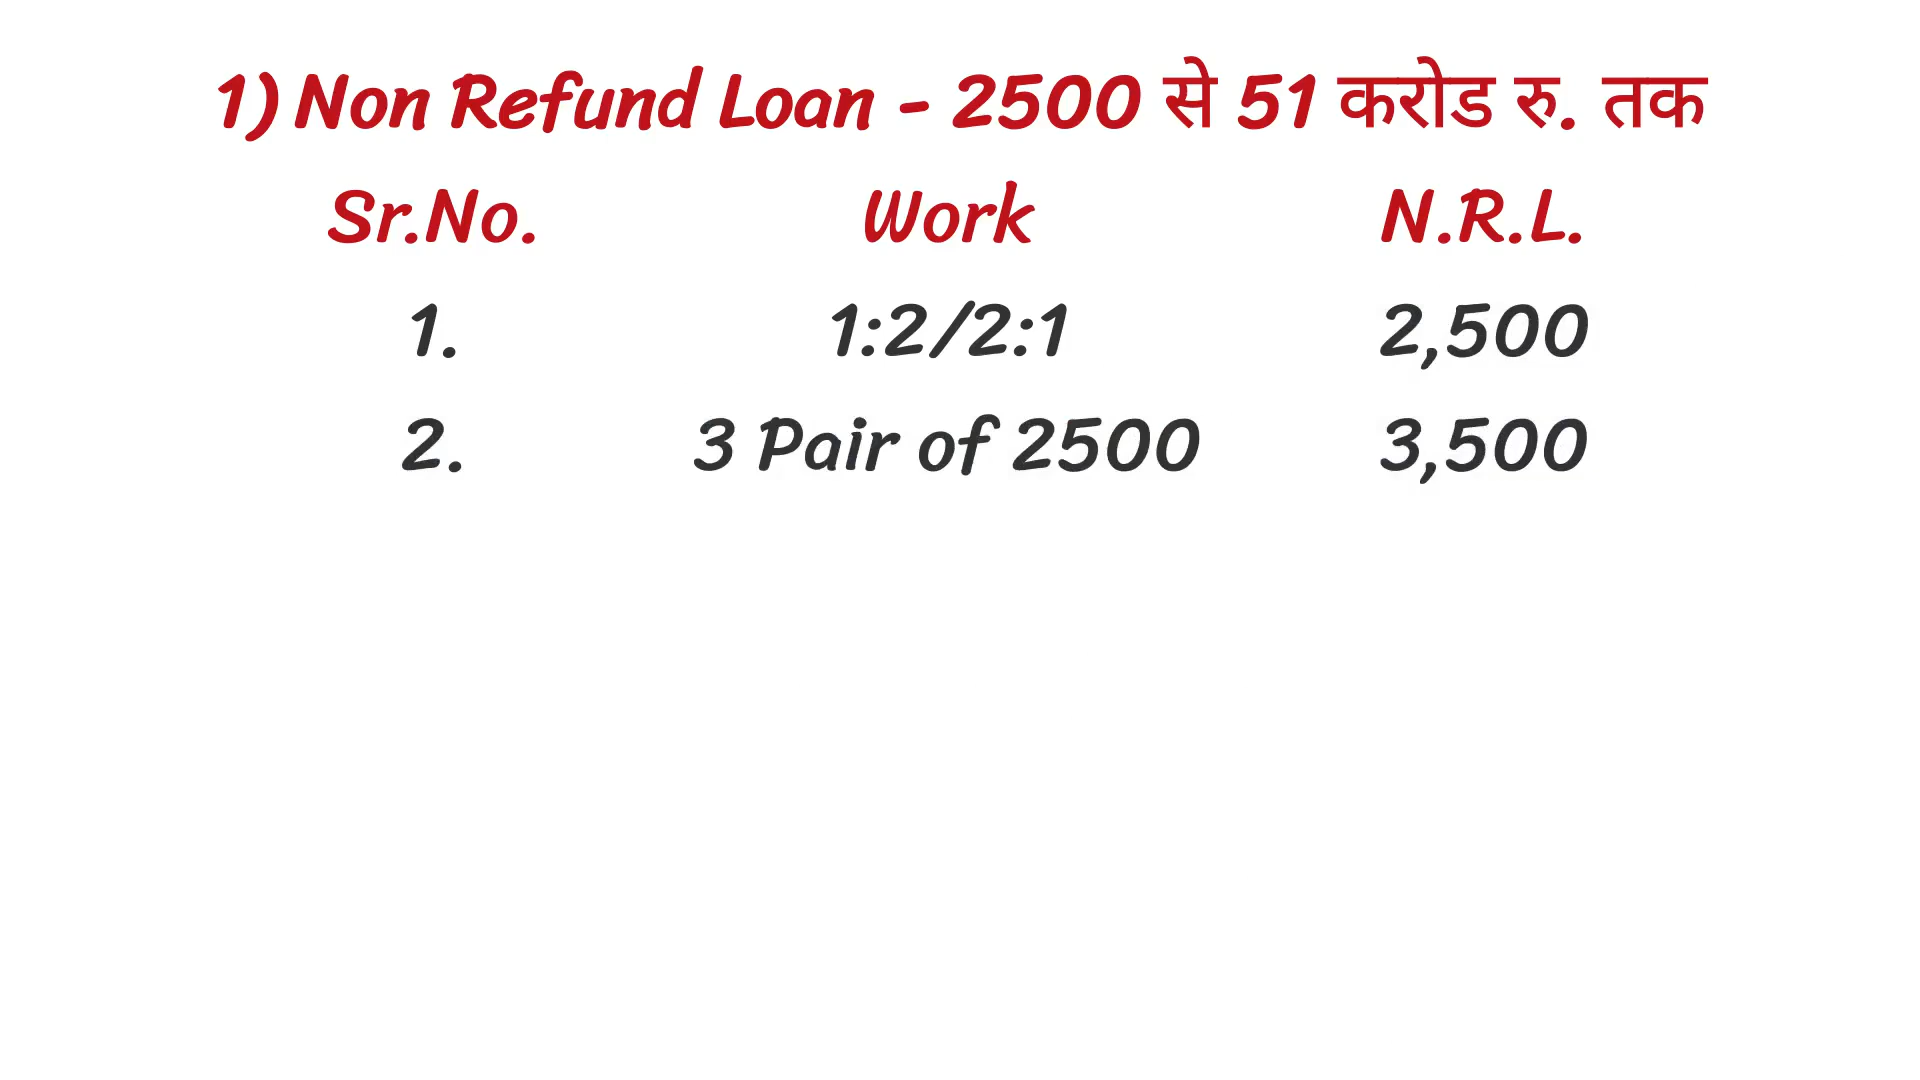 1) Non Refund Loan - 2500 से 51 करोड रु. तक
Sr.No. Work N.R.L.
1. 1:2/2:1 2,500
2. 3 Pair of 2500 3,500